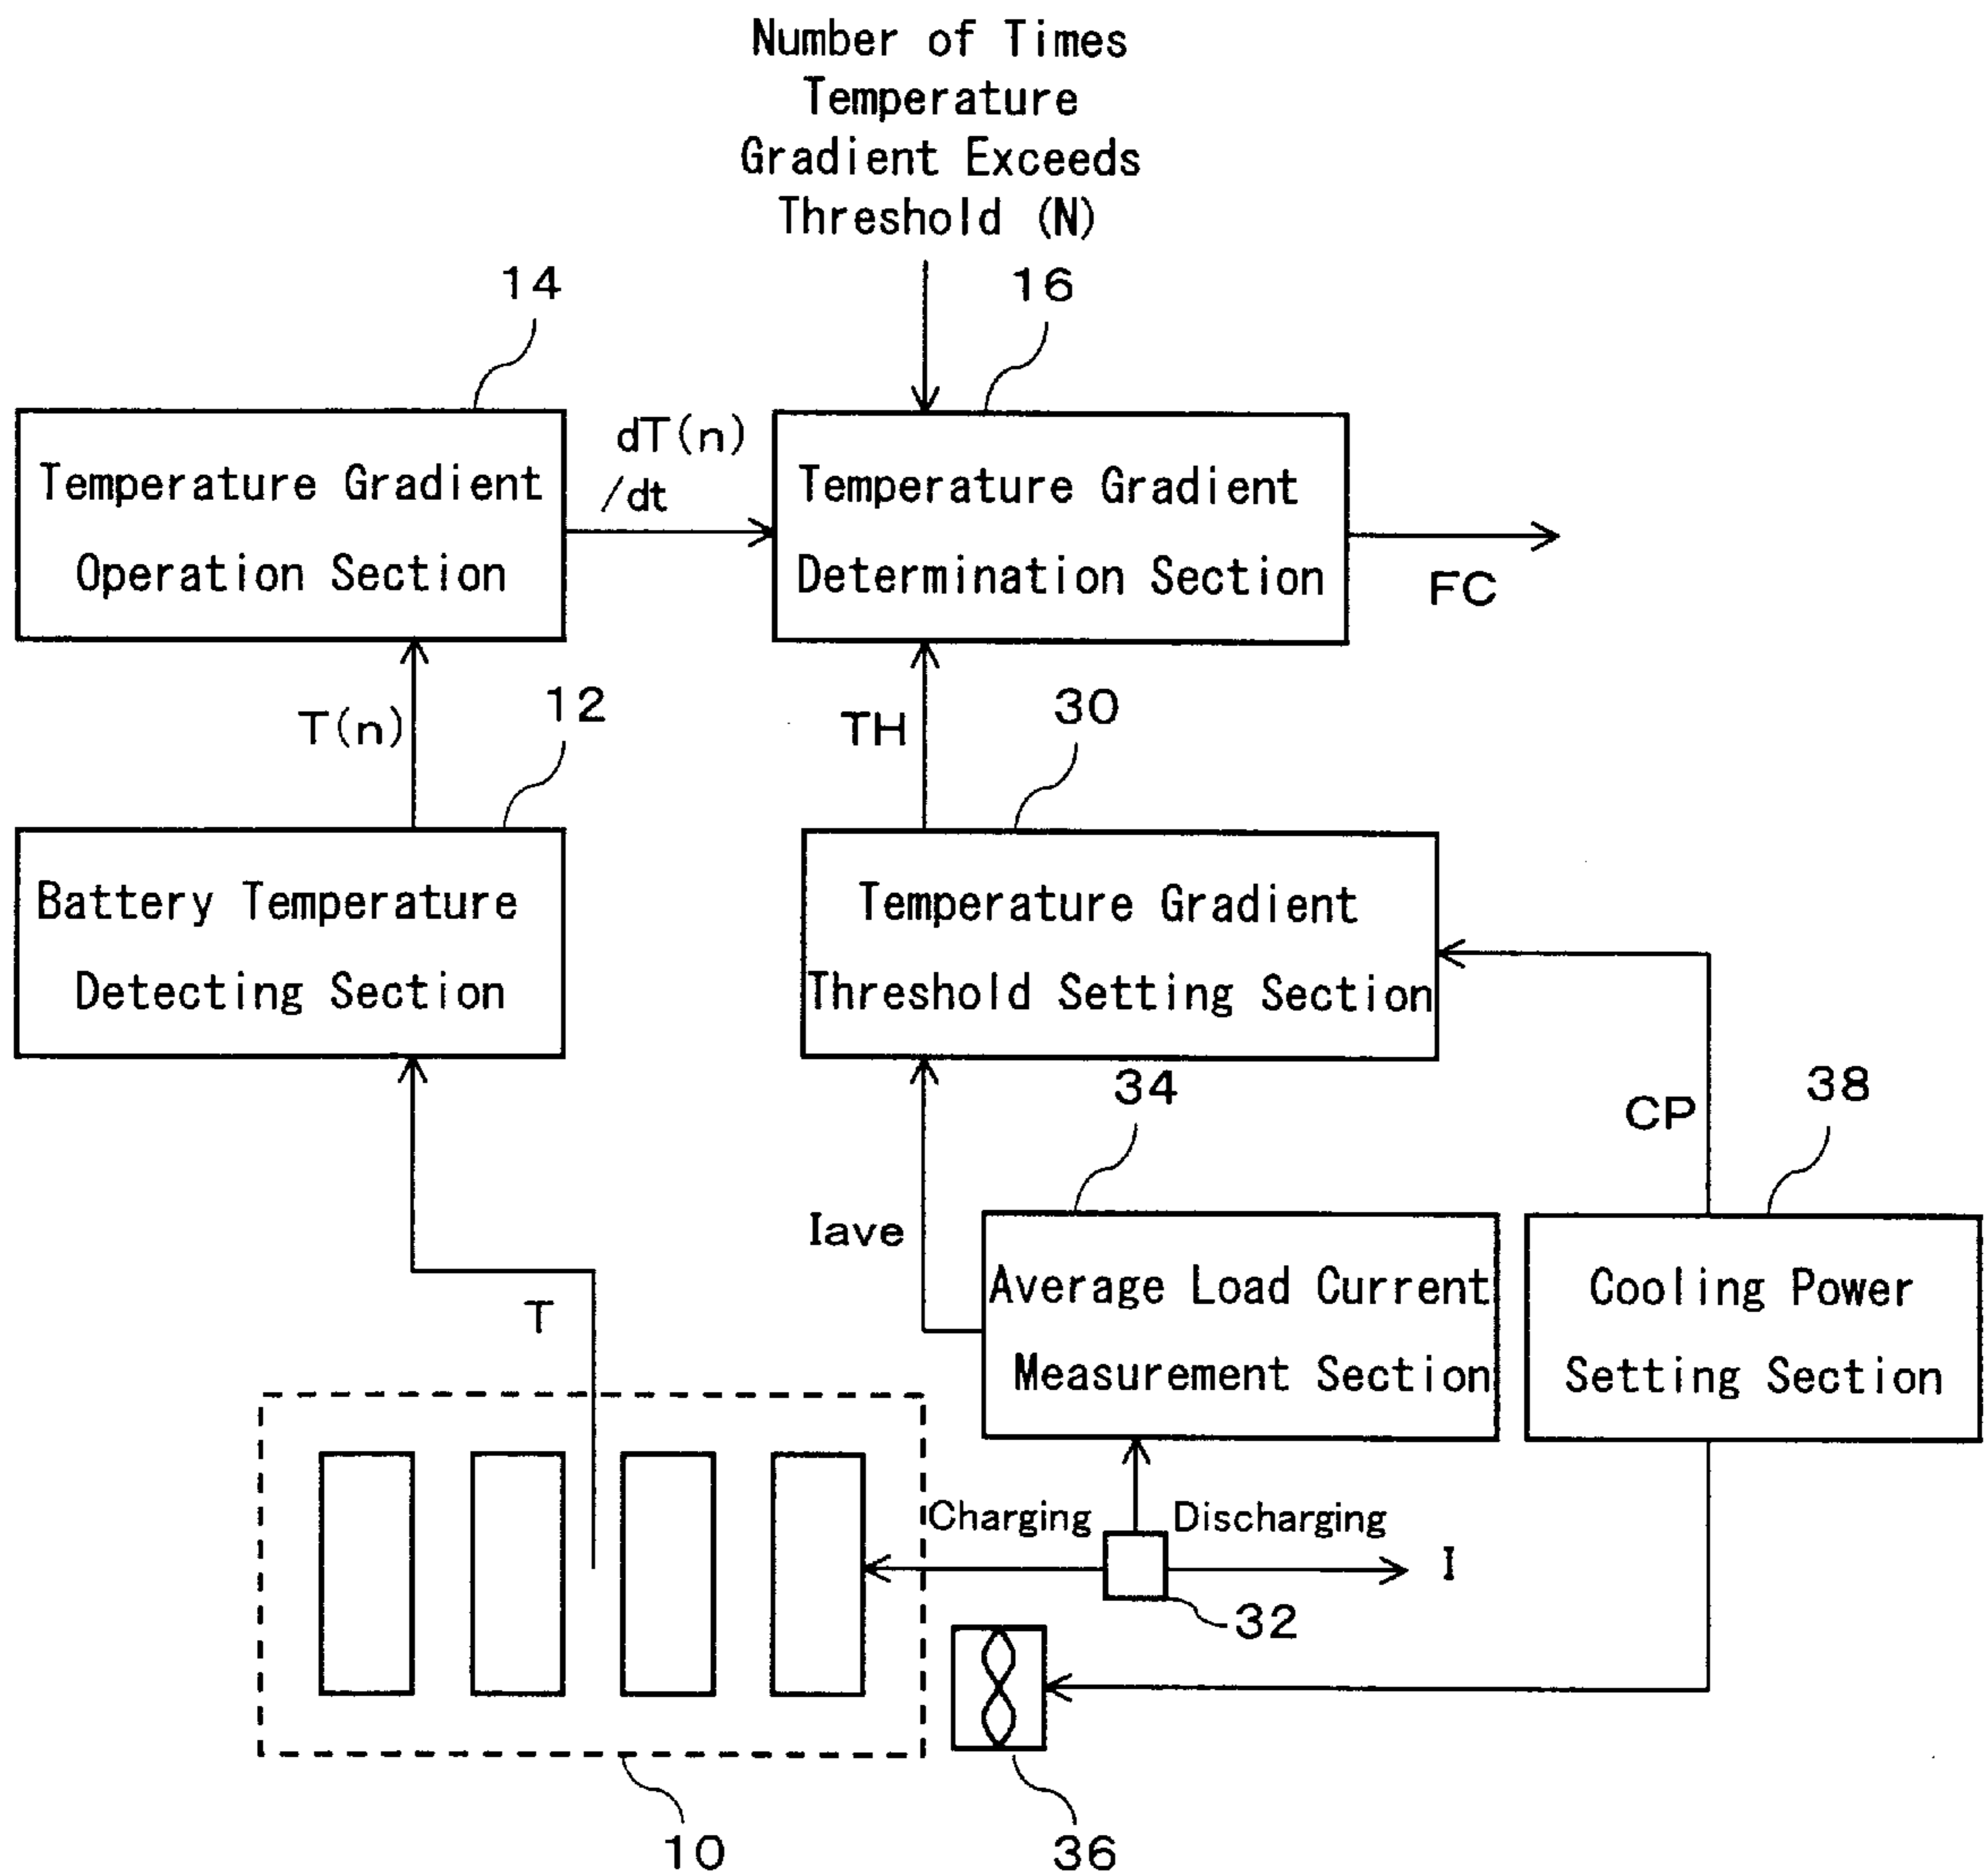 Number of Times
Temperature
Gradient Exceeds
Threshold (N)
14
16
Temperature Gradient
Operation Section
dT(n)
/dt
Temperature Gradient
Determination Section
FC
T(n)
12
TH
30
Battery Temperature
Detecting Section
Temperature Gradient
Threshold Setting Section
34
CP
38
Iave
T
Average Load Current
Measurement Section
Cooling Power
Setting Section
Charging
Discharging
I
32
10
36